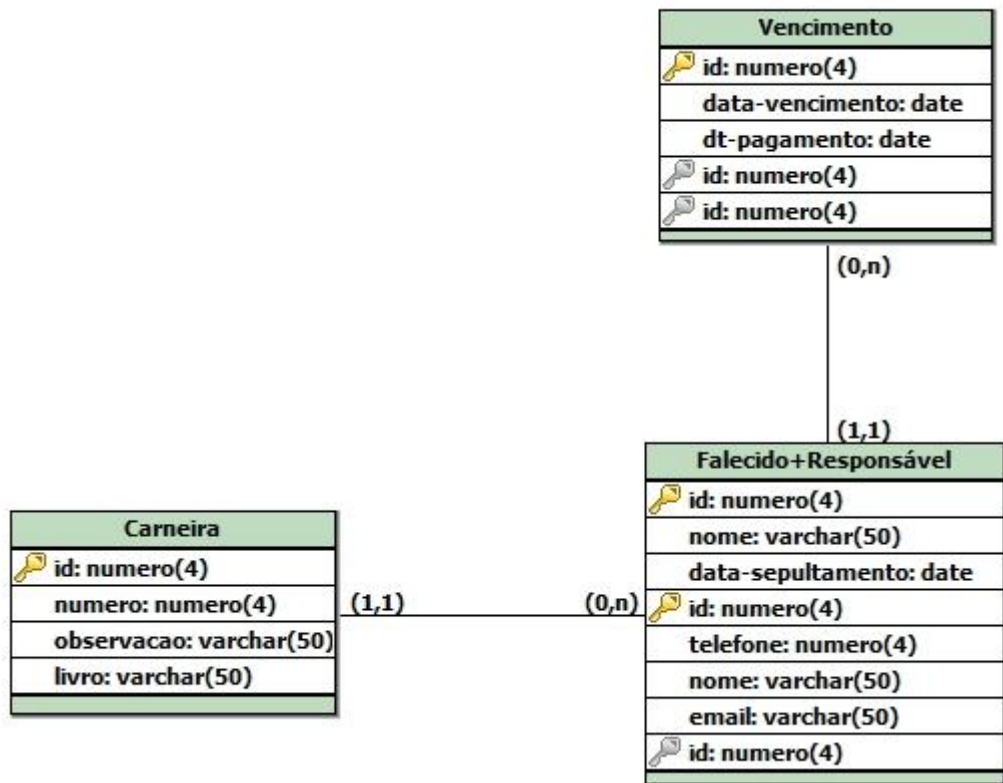 Vencimento
id: numero(4)
data-vencimento: date
dt-pagamento: date
id: numero(4)
id: numero(4)
(0,n)
(1,1)
Falecido+Responsável
id: numero(4)
nome: varchar(50)
data-sepultamento: date
id: numero(4)
telefone: numero(4)
nome: varchar(50)
email: varchar(50)
id: numero(4)
Carneira
id: numero(4)
numero: numero(4)
observacao: varchar(50)
livro: varchar(50)
(1,1)
(0,n)